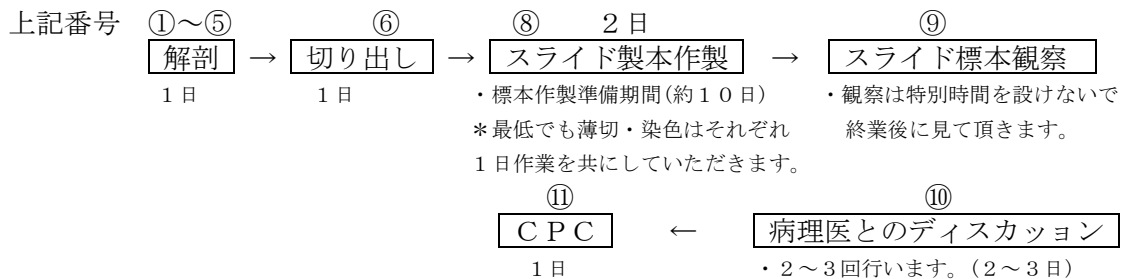 上記番号 ①～⑤ ⑥ ⑧ 2日 ⑨
解剖 → 切り出し → スライド製本作製 → スライド標本観察
1日 1日 ・標本作製準備期間(約10日) ・観察は特別時間を設けないで
*最低でも薄切・染色はそれぞれ 終業後に見て頂きます。
1日作業を共にしていただきます。
⑪ ⑩
CPC ← 病理医とのディスカッション
1日 ・2～3回行います。(2～3日)